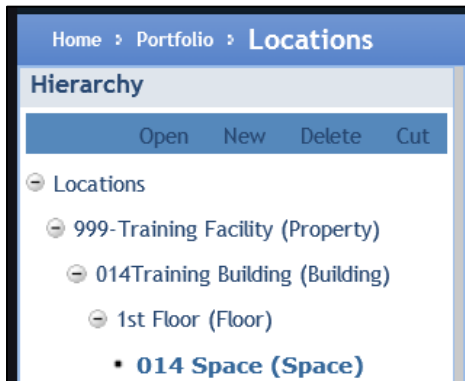 Home > Portfolio > Locations
Hierarchy
Open New Delete Cut
Locations
999-Training Facility (Property)
014Training Building (Building)
1st Floor (Floor)
• 014 Space (Space)